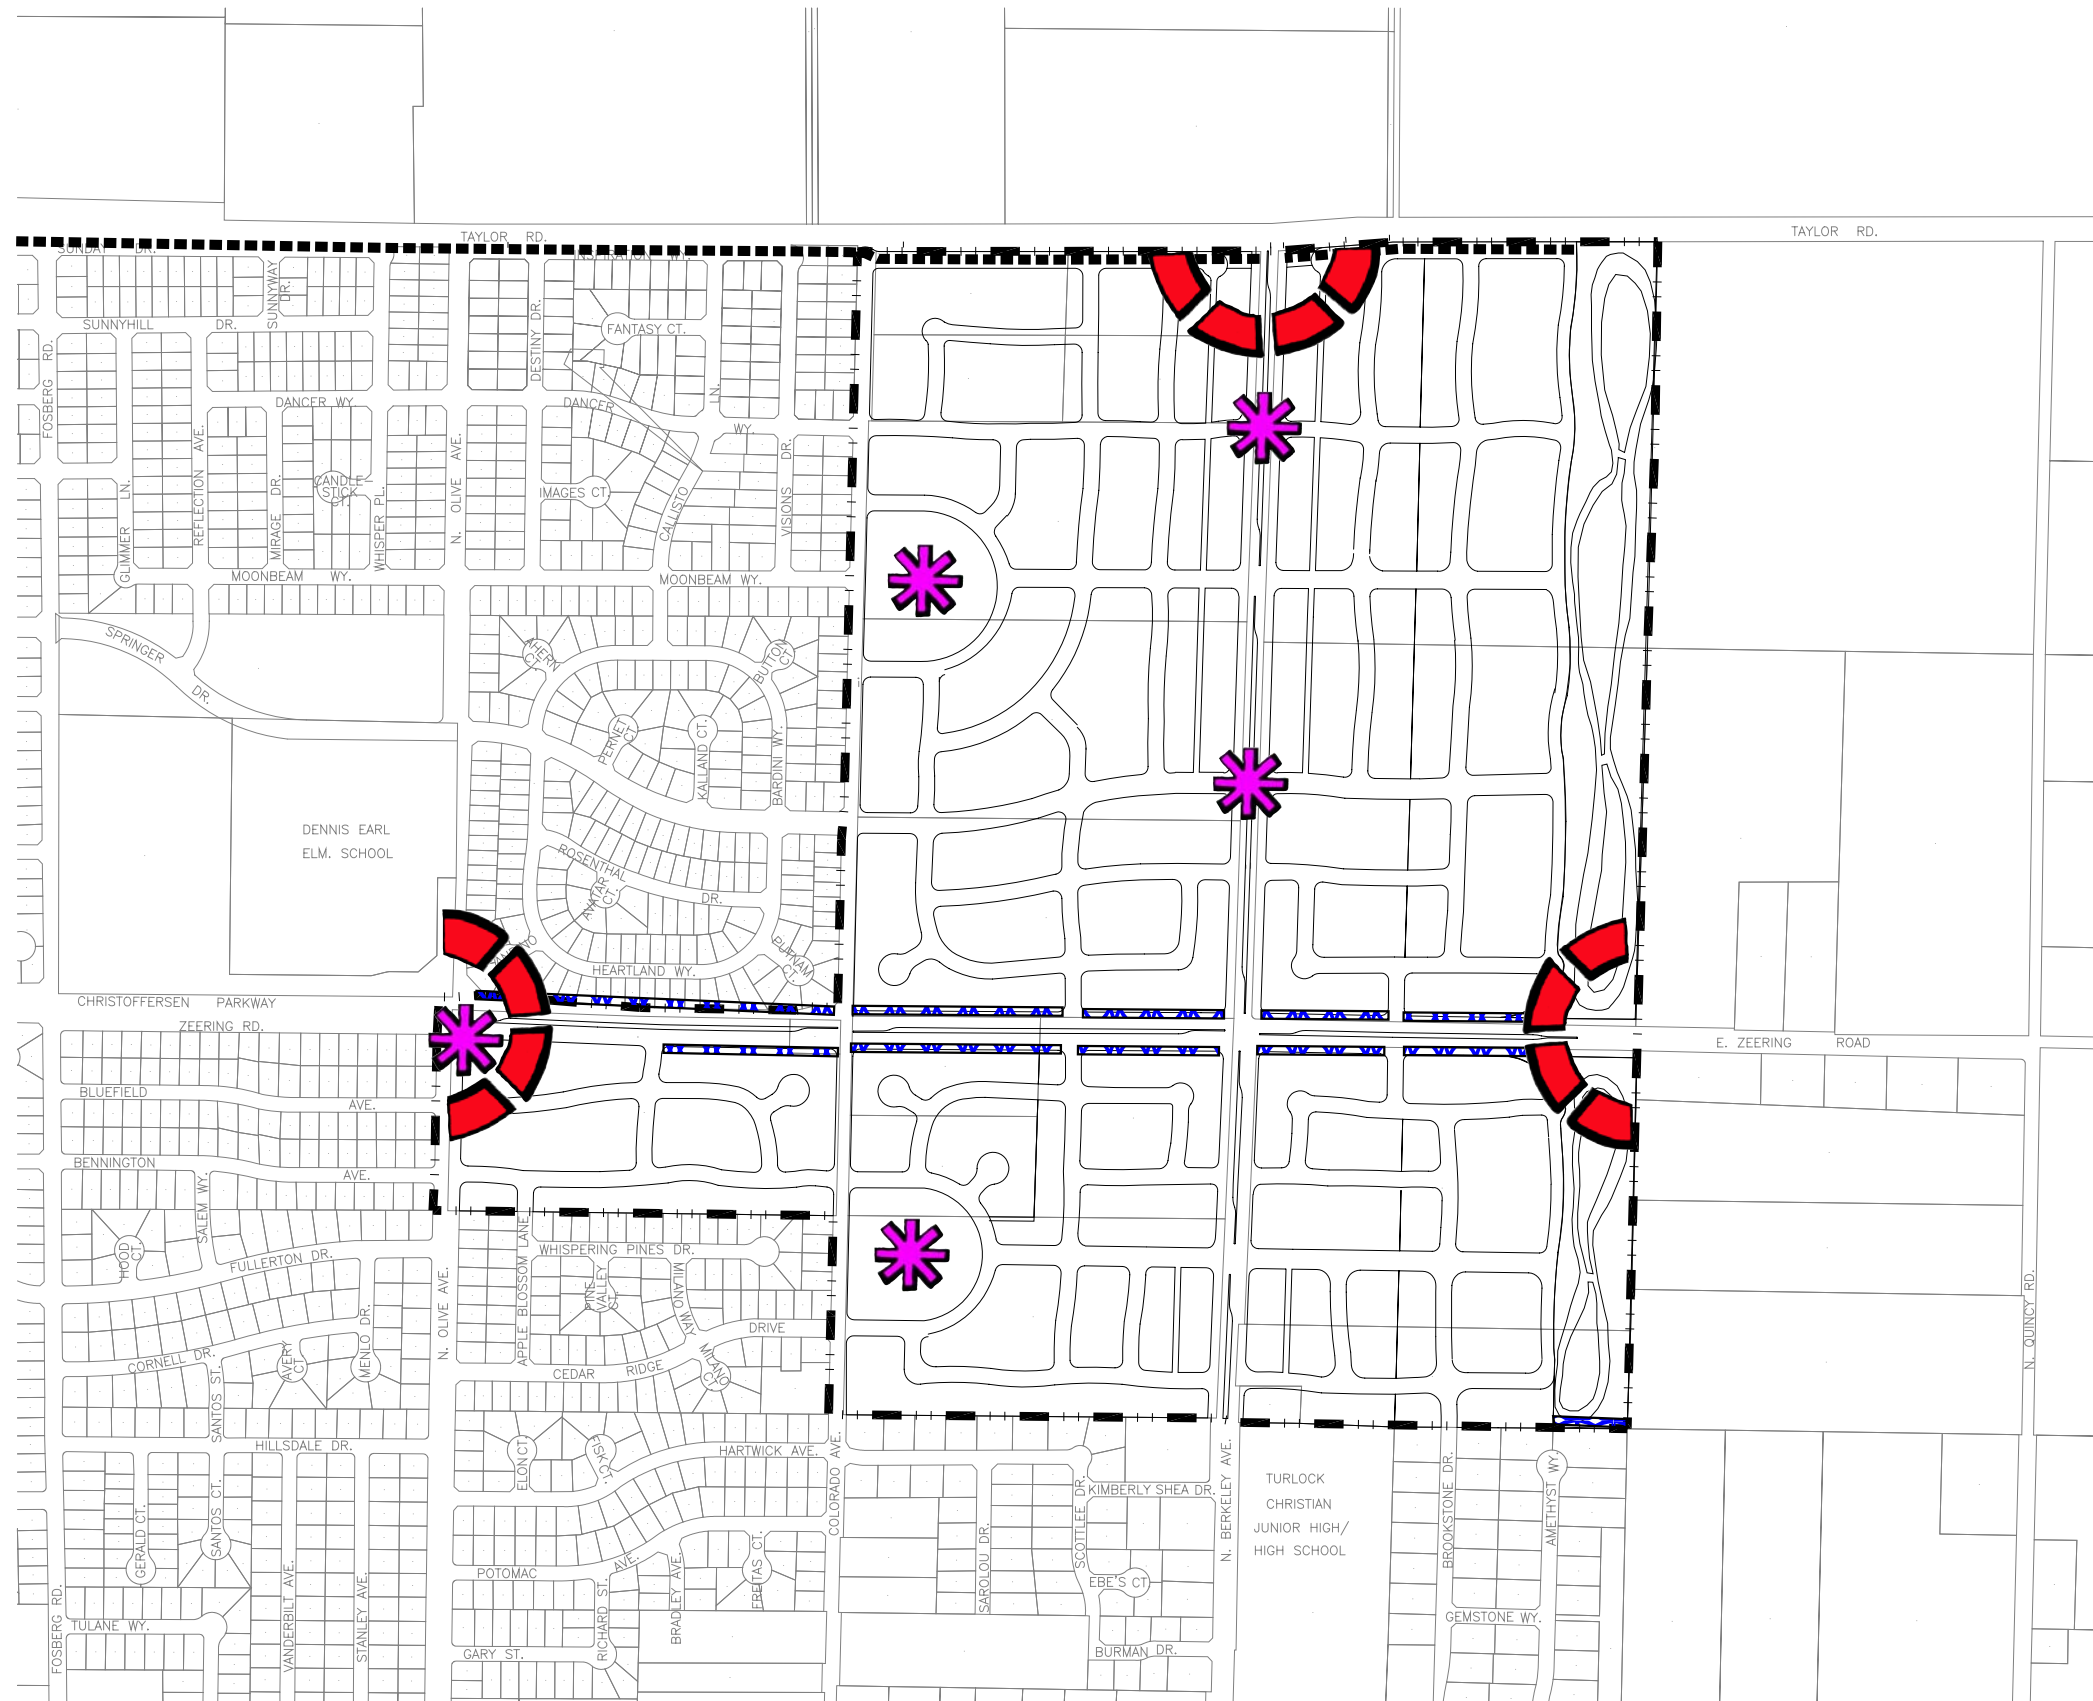 TAYLOR RD.
TAYLOR RD.
SUNDAY DR.
INSPIRATION WY.
SUNNYWAY
DR.
SUNNYHILL DR.
FANTASY CT.
DESTINY DR.
FOSBERG RD.
DANCER WY
DANCER
LN.
WY.
REFLECTION AVE.
N. OLIVE AVE.
VISIONS DR.
CANDLE-
STICK
CT.
IMAGES CT.
CALLISTO
GLIMMER LN.
MIRAGE DR.
WHISPER PL.
MOONBEAM WY.
MOONBEAM WY.
SPRINGER
DR.
AHERN
CT.
BUTON
CT.
PERNET
CT.
KALLAND CT.
BARDINI WY.
DENNIS EARL
ELM. SCHOOL
ROSENTHAL
DR.
AVATAR
CT.
PUTNAM
CT.
HEARTLAND WY.
CHRISTOFFERSEN PARKWAY
ZEERING RD.
E. ZEERING ROAD
BLUEFIELD
AVE.
BENNINGTON
AVE.
SALEM WY.
HOOD
CT.
FULLERTON DR.
N. OLIVE AVE.
APPLE BLOSSOM LANE
WHISPERING PINES DR.
PINE
VALLEY
CT.
MILANO WAY
DRIVE
N. QUINCY RD.
CORNELL DR.
AVERY
CT
MENLO DR.
CEDAR RIDGE
MILANO
CT.
SANTOS ST.
HILLSDALE DR.
ELON CT.
FISK CT.
HARTWICK AVE.
COLORADO AVE.
N. BERKELEY AVE.
TURLOCK
CHRISTIAN
JUNIOR HIGH/
HIGH SCHOOL
KIMBERLY SHEA DR.
SCOTTLEE DR.
SAROLOU DR.
BROOKSTONE DR.
AMETHYST WY.
GERALD CT.
SANTOS CT.
POTOMAC
AVE.
BRADLEY AVE.
FREITAS CT.
EBE'S CT
FOSBERG RD.
TULANE WY.
VANDERBILT AVE.
STANLEY AVE.
RICHARD ST.
GARY ST.
GEMSTONE WY.
BURMAN DR.